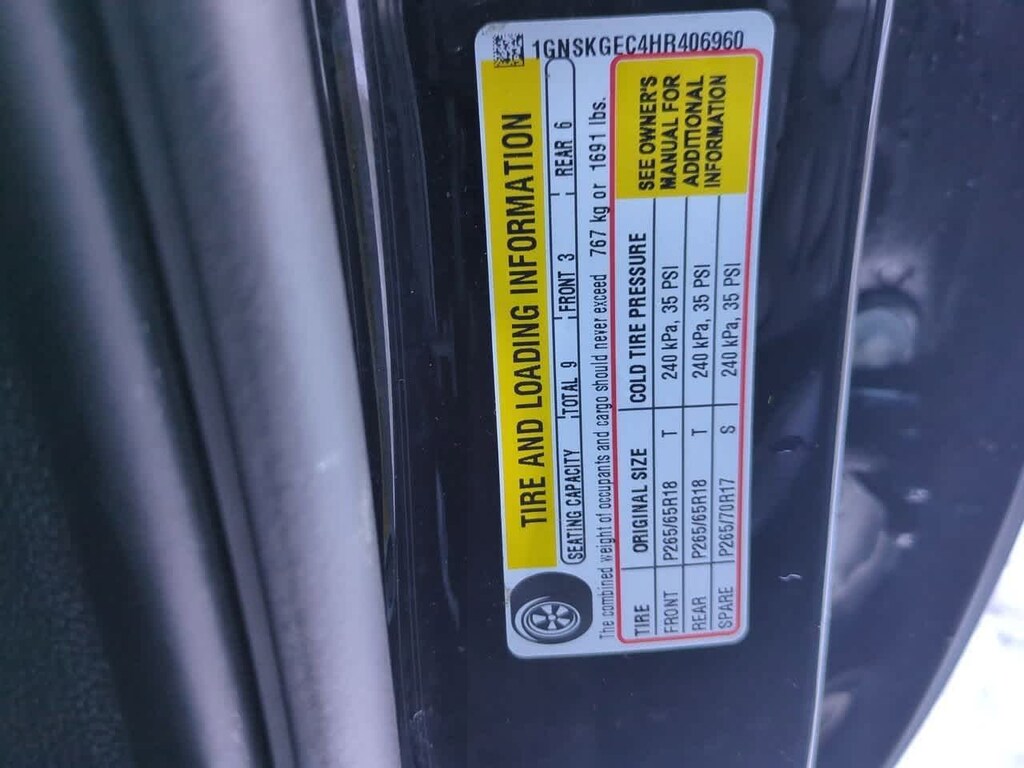 1GNSKGEC4HR406960
TIRE AND LOADING INFORMATION
SEATING CAPACITY TOTAL 9 FRONT 3 REAR 6
The combined weight of occupants and cargo should never exceed 767 kg or 1691 lbs.
TIRE ORIGINAL SIZE COLD TIRE PRESSURE
FRONT P265/65R18 T 240 kPa, 35 PSI
REAR P265/65R18 T 240 kPa, 35 PSI
SPARE P265/70R17 S 240 kPa, 35 PSI
SEE OWNER'S
MANUAL FOR
ADDITIONAL
INFORMATION